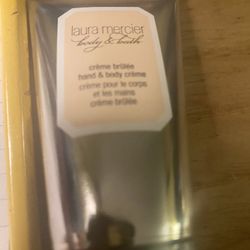 laura mercier
body & bath
crème brûlée
hand & body crème
crème pour le corps
et les mains
crème brûlée